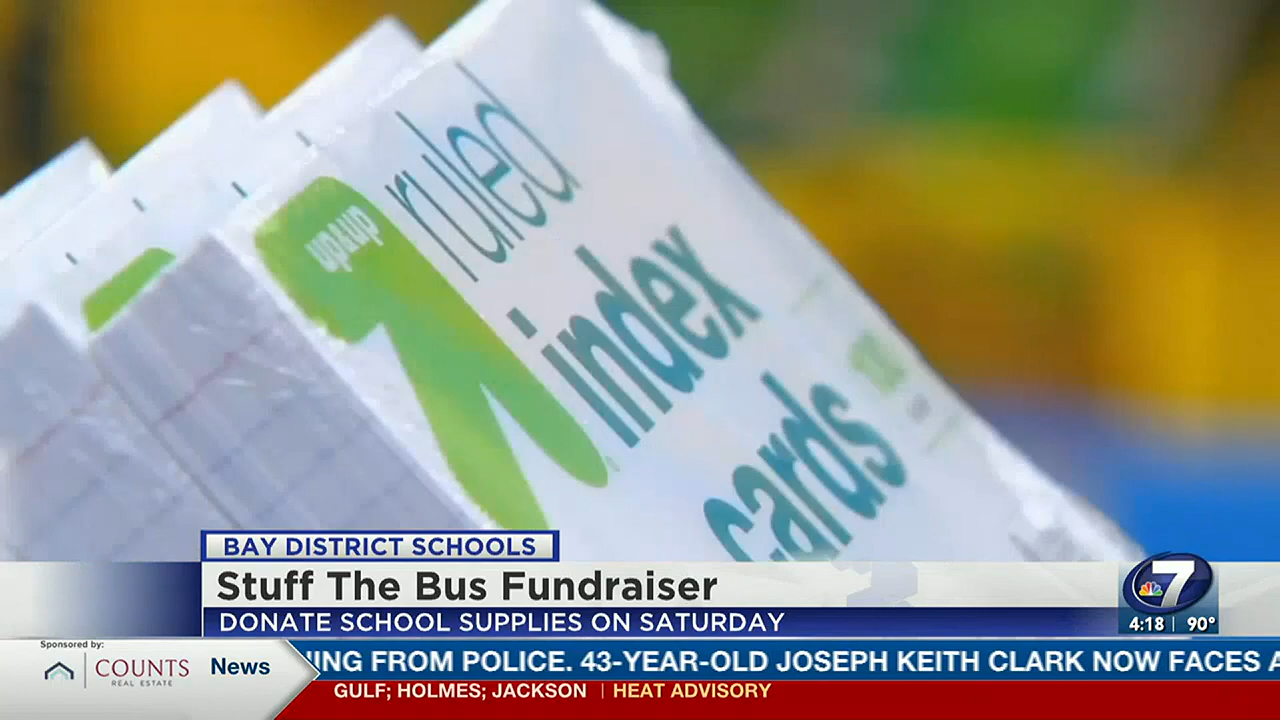 up&up
ruled
index
cards
BAY DISTRICT SCHOOLS
Stuff The Bus Fundraiser
DONATE SCHOOL SUPPLIES ON SATURDAY
7
4:18 | 90°
Sponsored by:
COUNTS
REAL ESTATE
News
ING FROM POLICE. 43-YEAR-OLD JOSEPH KEITH CLARK NOW FACES A
GULF; HOLMES; JACKSON | HEAT ADVISORY